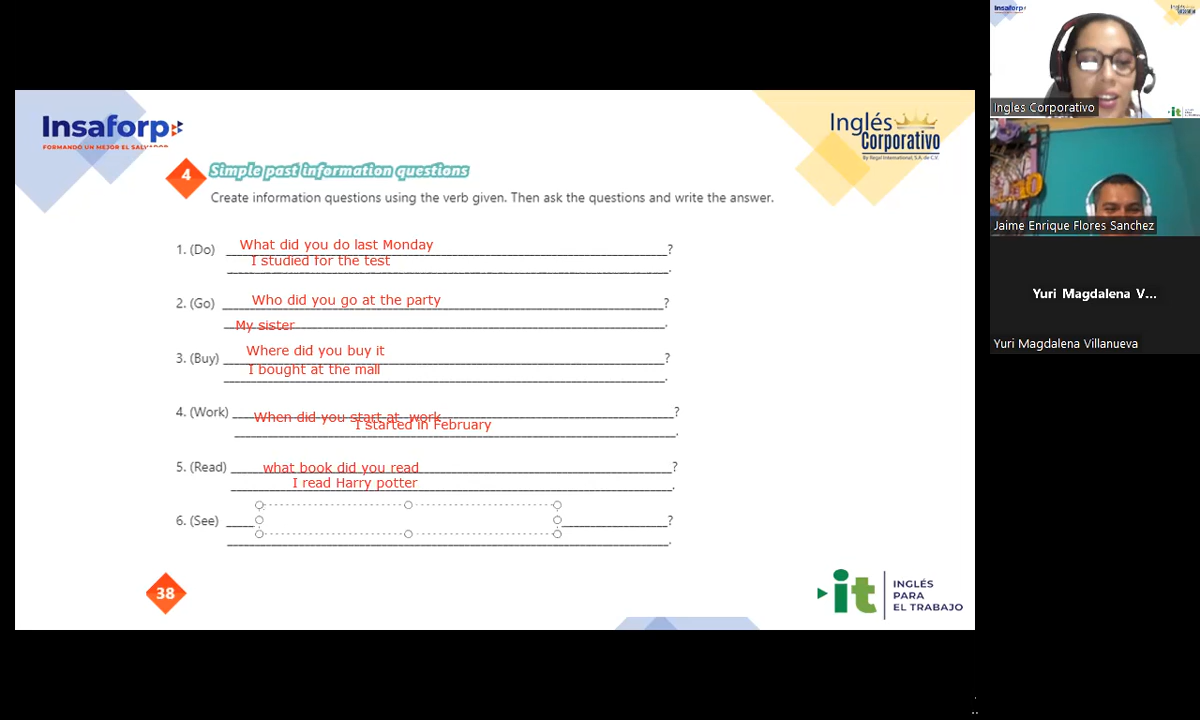 Insaforp
FORMANDO UN MEJOR EL SALVADOR
Inglés
Corporativo
By Regal International, S.A. de C.V.
4 Simple past information questions
Create information questions using the verb given. Then ask the questions and write the answer.
1. (Do) What did you do last Monday ?
I studied for the test .
2. (Go) Who did you go at the party ?
My sister .
3. (Buy) Where did you buy it ?
I bought at the mall .
4. (Work) When did you start at work ?
I started in February .
5. (Read) what book did you read ?
I read Harry potter .
6. (See) ?
.
38
it
INGLÉS
PARA
EL TRABAJO
Insaforp
Inglés
Corporativo
Ingles Corporativo
it
Jaime Enrique Flores Sanchez
Yuri Magdalena V...
Yuri Magdalena Villanueva